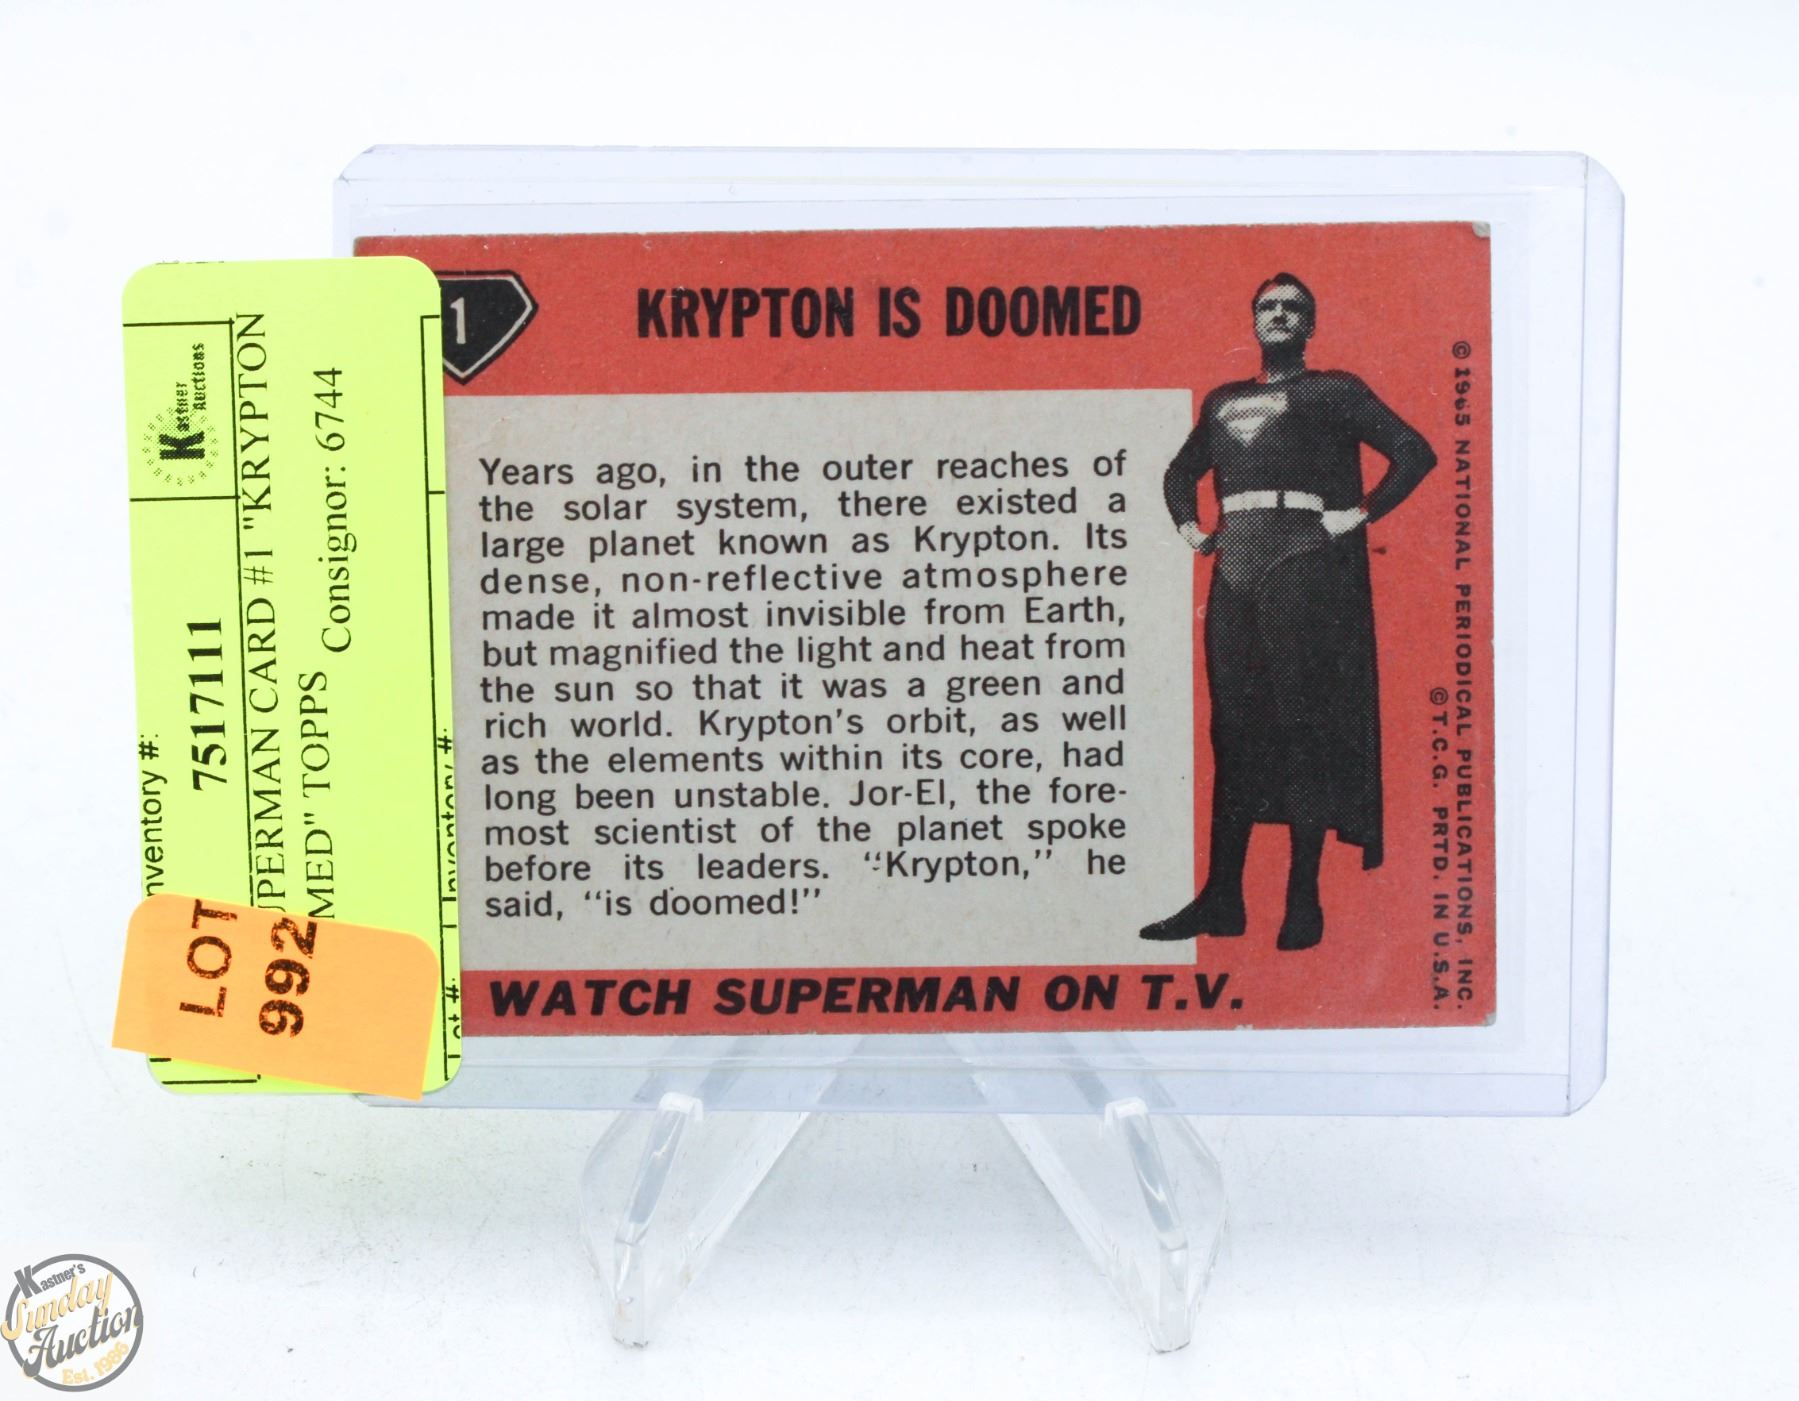 1
KRYPTON IS DOOMED
Years ago, in the outer reaches of
the solar system, there existed a
large planet known as Krypton. Its
dense, non-reflective atmosphere
made it almost invisible from Earth,
but magnified the light and heat from
the sun so that it was a green and
rich world. Krypton's orbit, as well
as the elements within its core, had
long been unstable. Jor-El, the fore-
most scientist of the planet spoke
before its leaders. “Krypton,” he
said, “is doomed!”
WATCH SUPERMAN ON T.V.
© 1965 NATIONAL PERIODICAL PUBLICATIONS, INC.
© T.C.G. PRTD. IN U.S.A.
Kastner
Auctions
nventory #:
7517111
UPERMAN CARD #1 "KRYPTON
MED" TOPPS
Consignor: 6744
LOT
992
Kastner's
Sunday
Auction
Est. 1986